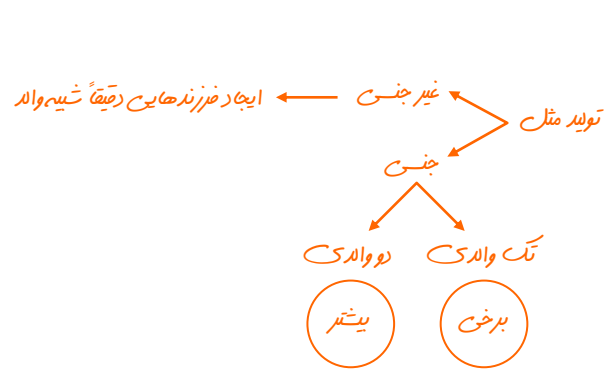 تولید مثل
غیر جنسی
ایجاد فرزندهایی دقیقاً شبیه والد
جنسی
تک والدی
دو والدی
برخی
بیشتر